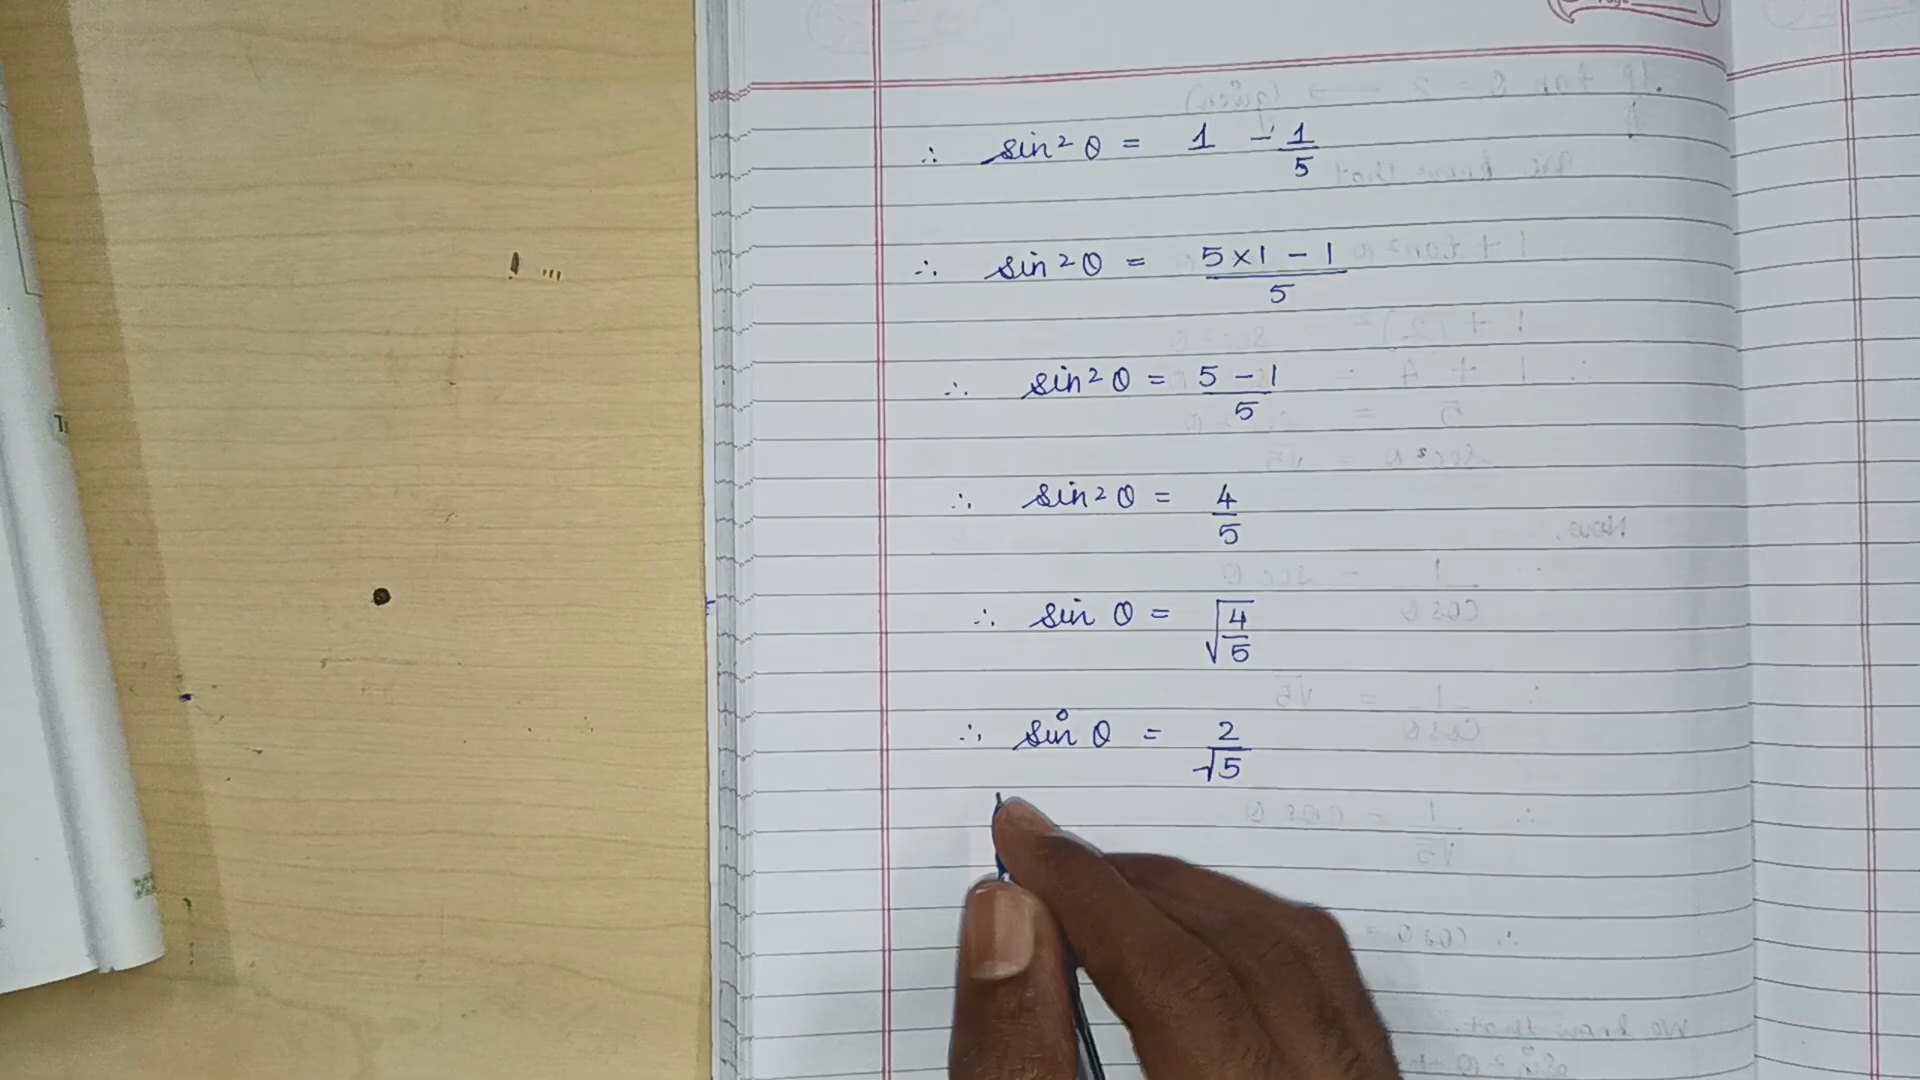 ∴ sin²θ = 1 - 1/5
∴ sin²θ = (5×1 - 1)/5
∴ sin²θ = (5 - 1)/5
∴ sin²θ = 4/5
∴ sin θ = √(4/5)
∴ sin θ = 2/√5